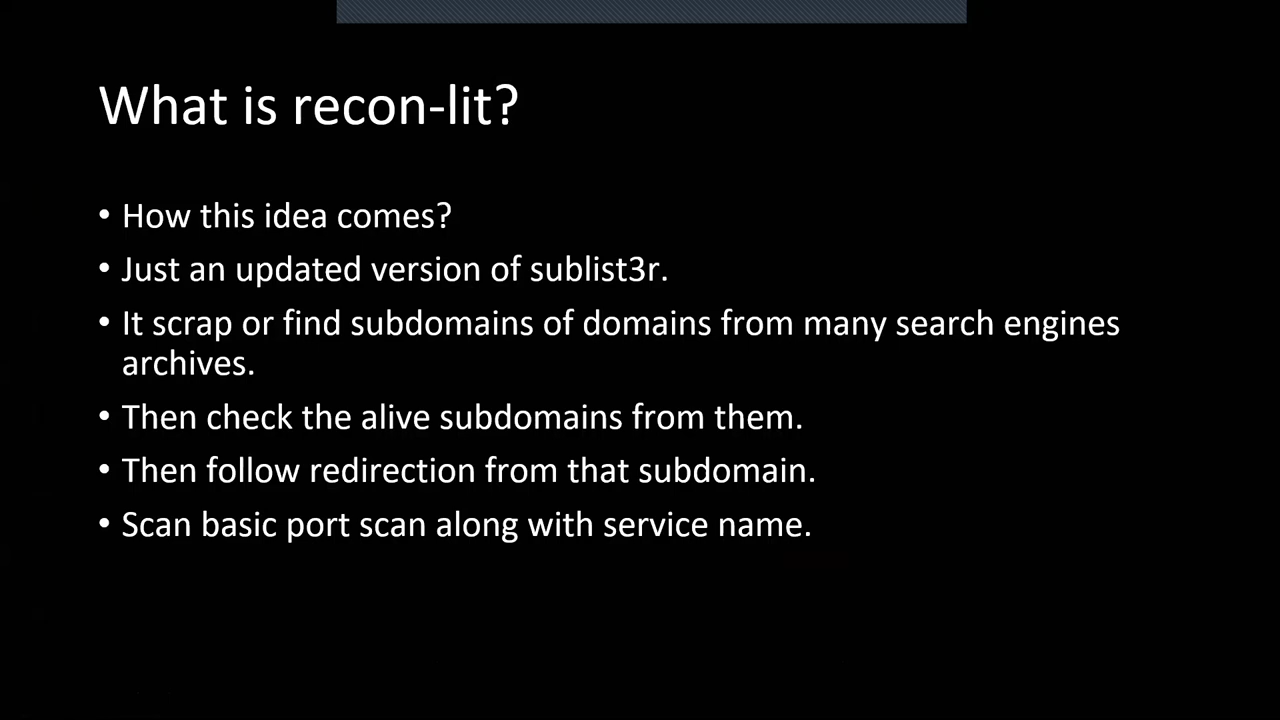 What is recon-lit?
• How this idea comes?
• Just an updated version of sublist3r.
• It scrap or find subdomains of domains from many search engines
archives.
• Then check the alive subdomains from them.
• Then follow redirection from that subdomain.
• Scan basic port scan along with service name.